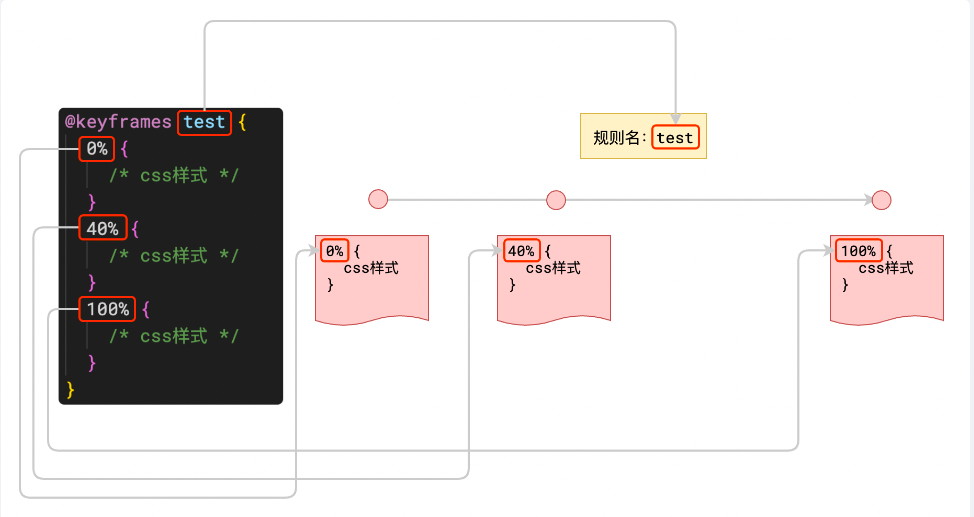 @keyframes test {
0% {
/* css样式 */
}
40% {
/* css样式 */
}
100% {
/* css样式 */
}
}
规则名：test
0% {
css样式
}
40% {
css样式
}
100% {
css样式
}